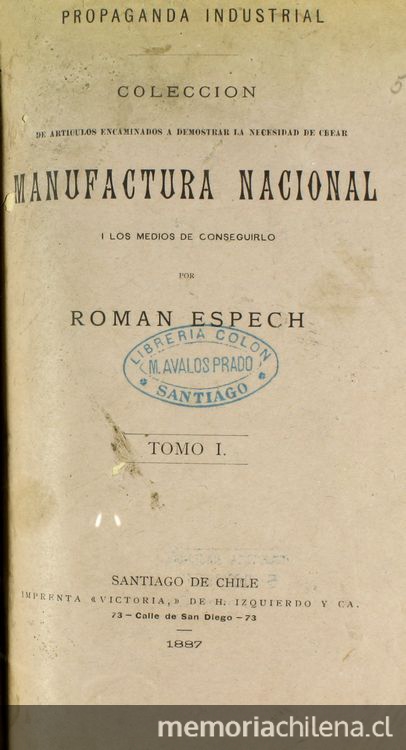 PROPAGANDA INDUSTRIAL
COLECCION
DE ARTICULOS ENCAMINADOS A DEMOSTRAR LA NECESIDAD DE CREAR
MANUFACTURA NACIONAL
I LOS MEDIOS DE CONSEGUIRLO
POR
ROMAN ESPECH
LIBRERIA COLON
M. AVALOS PRADO
SANTIAGO
TOMO I.
SANTIAGO DE CHILE
IMPRENTA «VICTORIA,» DE H. IZQUIERDO Y CA.
73 — Calle de San Diego — 73
1887
memoriachilena.cl